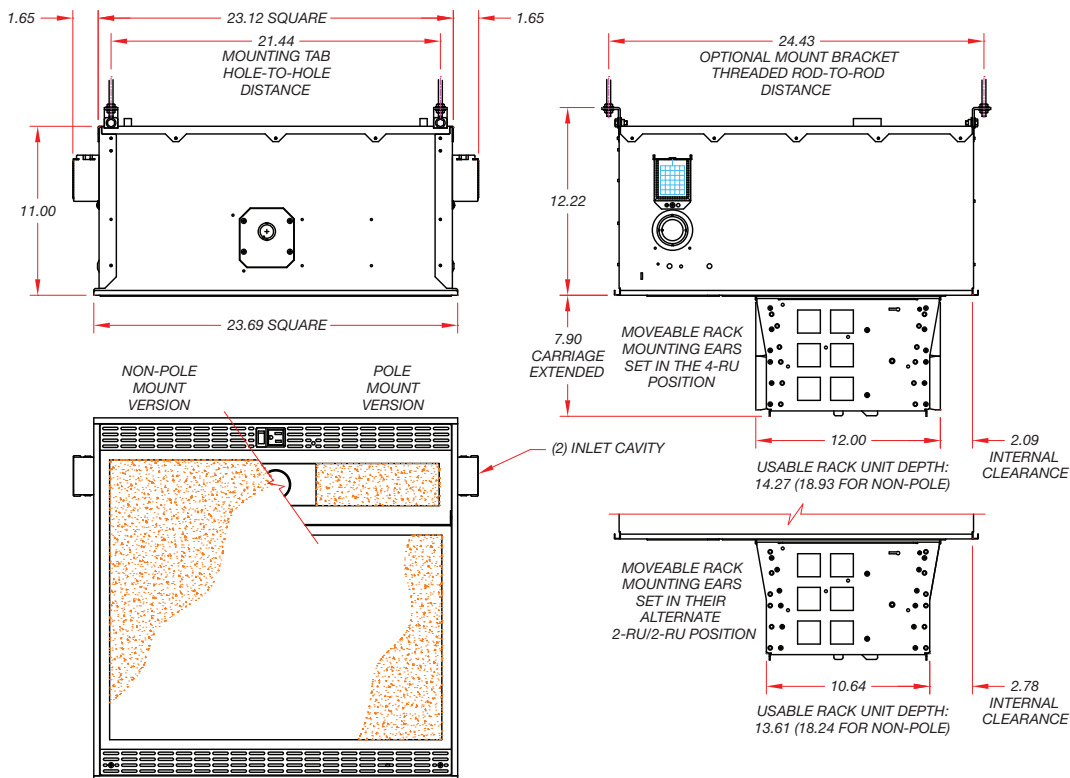 1.65
23.12 SQUARE
1.65
21.44
MOUNTING TAB
HOLE-TO-HOLE
DISTANCE
11.00
23.69 SQUARE
24.43
OPTIONAL MOUNT BRACKET
THREADED ROD-TO-ROD
DISTANCE
12.22
7.90
CARRIAGE
EXTENDED
MOVEABLE RACK
MOUNTING EARS
SET IN THE 4-RU
POSITION
12.00
2.09
INTERNAL
CLEARANCE
USABLE RACK UNIT DEPTH:
14.27 (18.93 FOR NON-POLE)
NON-POLE
MOUNT
VERSION
POLE
MOUNT
VERSION
(2) INLET CAVITY
MOVEABLE RACK
MOUNTING EARS
SET IN THEIR
ALTERNATE
2-RU/2-RU POSITION
10.64
2.78
INTERNAL
CLEARANCE
USABLE RACK UNIT DEPTH:
13.61 (18.24 FOR NON-POLE)